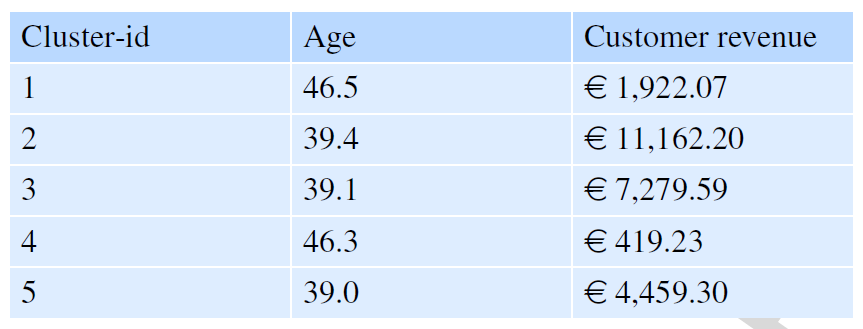 Cluster-id Age Customer revenue
1 46.5 € 1,922.07
2 39.4 € 11,162.20
3 39.1 € 7,279.59
4 46.3 € 419.23
5 39.0 € 4,459.30